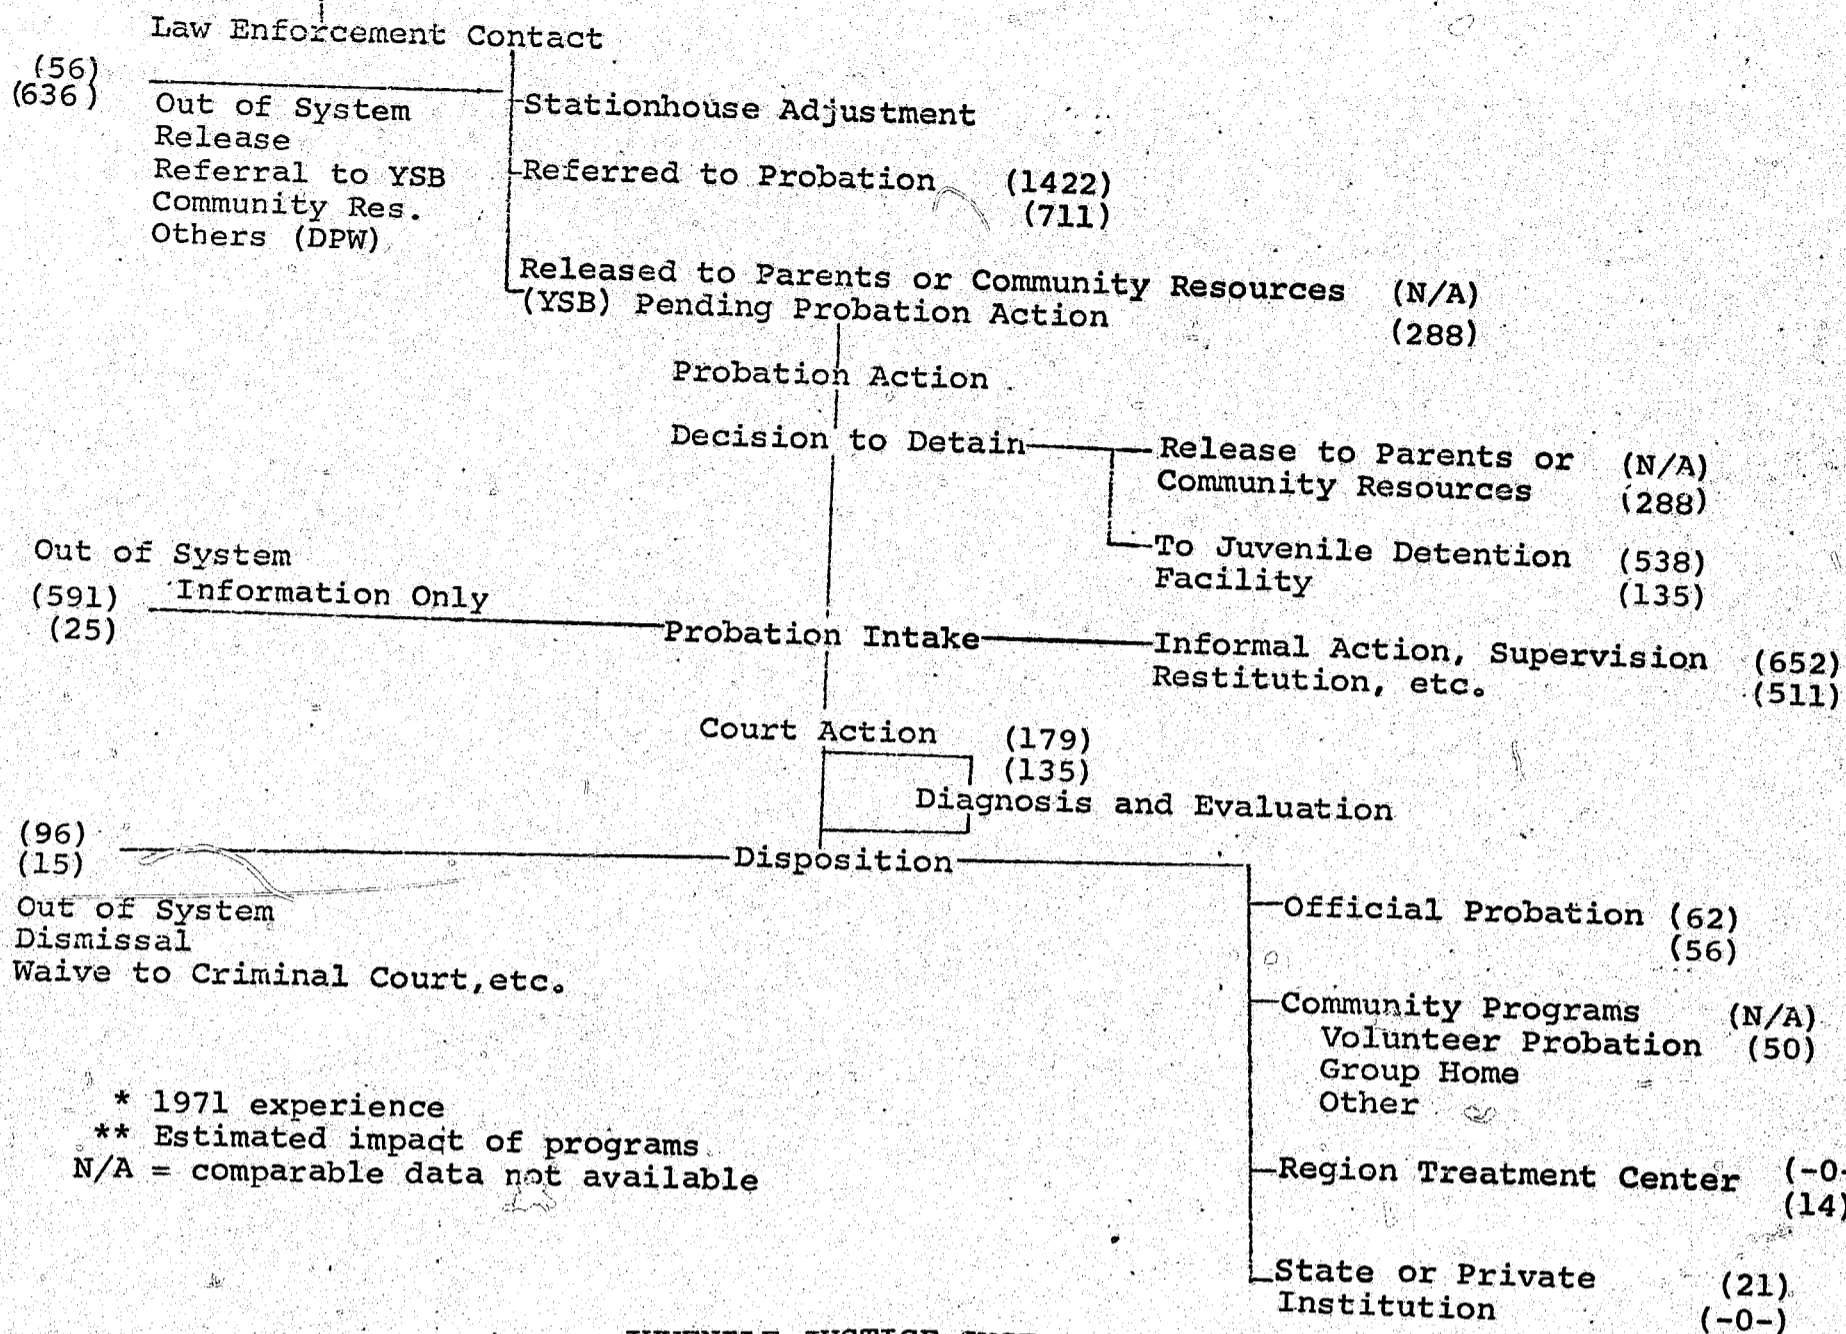 Law Enforcement Contact
(56)
(636)
Out of System
Release
Referral to YSB
Community Res.
Others (DPW)
Stationhouse Adjustment
Referred to Probation (1422)
(711)
Released to Parents or Community Resources (N/A)
(YSB) Pending Probation Action
(288)
Probation Action
Decision to Detain
Release to Parents or (N/A)
Community Resources (288)
To Juvenile Detention (538)
Facility (135)
Out of System
(591) Information Only
(25)
Probation Intake
Informal Action, Supervision (652)
Restitution, etc. (511)
Court Action (179)
(135)
Diagnosis and Evaluation
(96)
(15)
Disposition
Out of System
Dismissal
Waive to Criminal Court,etc.
Official Probation (62)
(56)
Community Programs (N/A)
Volunteer Probation (50)
Group Home
Other
Region Treatment Center (-0-
(14)
State or Private (21)
Institution (-0-)
* 1971 experience
** Estimated impact of programs
N/A = comparable data not available